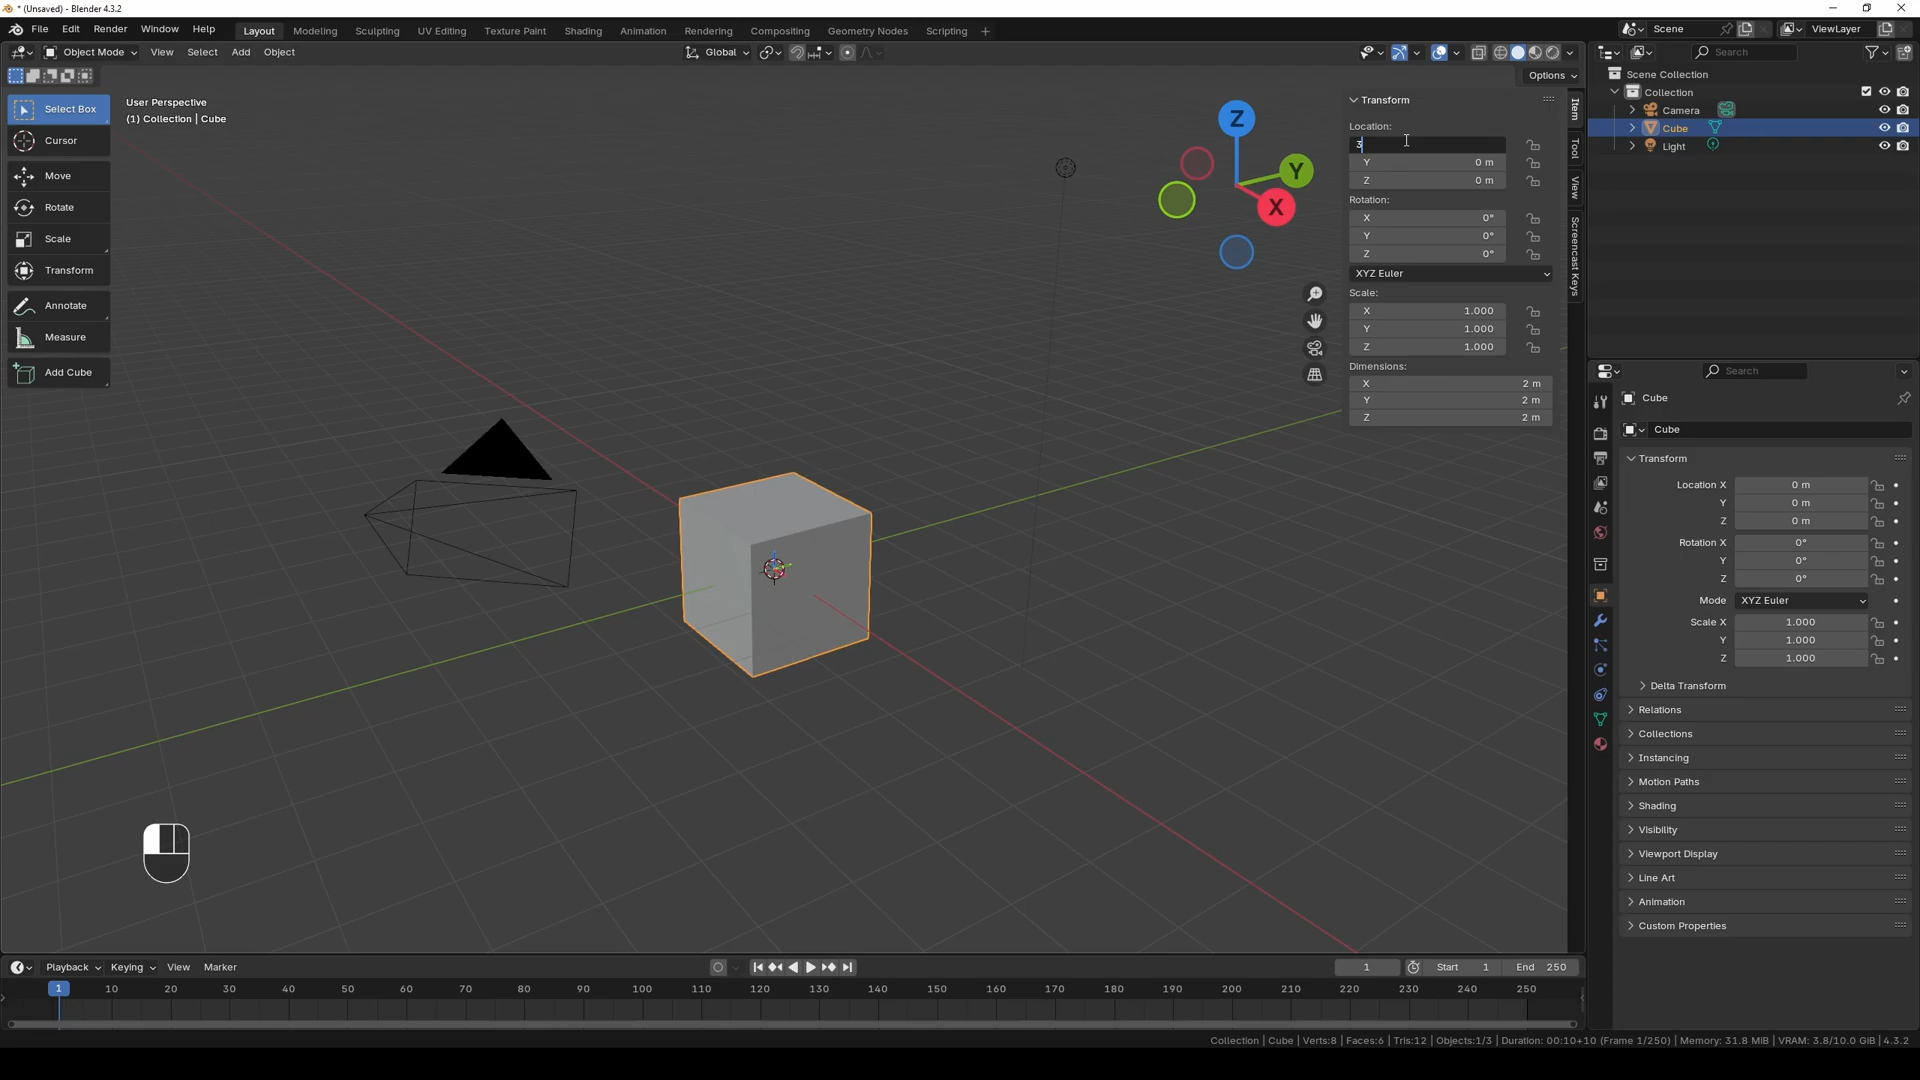 * (Unsaved) - Blender 4.3.2
File Edit Render Window Help Layout Modeling Sculpting UV Editing Texture Paint Shading Animation Rendering Compositing Geometry Nodes Scripting + Scene ViewLayer
Object Mode View Select Add Object Global Search
Options
Select Box
Cursor
Move
Rotate
Scale
Transform
Annotate
Measure
Add Cube
User Perspective
(1) Collection | Cube
Z
Y
X
Transform
Location:
3
Y 0 m
Z 0 m
Rotation:
X 0°
Y 0°
Z 0°
XYZ Euler
Scale:
X 1.000
Y 1.000
Z 1.000
Dimensions:
X 2 m
Y 2 m
Z 2 m
Item
Tool
View
Screencast Keys
Scene Collection
Collection
Camera
Cube
Light
Search
Cube
Cube
Transform
Location X 0 m
Y 0 m
Z 0 m
Rotation X 0°
Y 0°
Z 0°
Mode XYZ Euler
Scale X 1.000
Y 1.000
Z 1.000
Delta Transform
Relations
Collections
Instancing
Motion Paths
Shading
Visibility
Viewport Display
Line Art
Animation
Custom Properties
Playback Keying View Marker 1 Start 1 End 250
1 10 20 30 40 50 60 70 80 90 100 110 120 130 140 150 160 170 180 190 200 210 220 230 240 250
Collection | Cube | Verts:8 | Faces:6 | Tris:12 | Objects:1/3 | Duration: 00:10+10 (Frame 1/250) | Memory: 31.8 MiB | VRAM: 3.8/10.0 GiB | 4.3.2